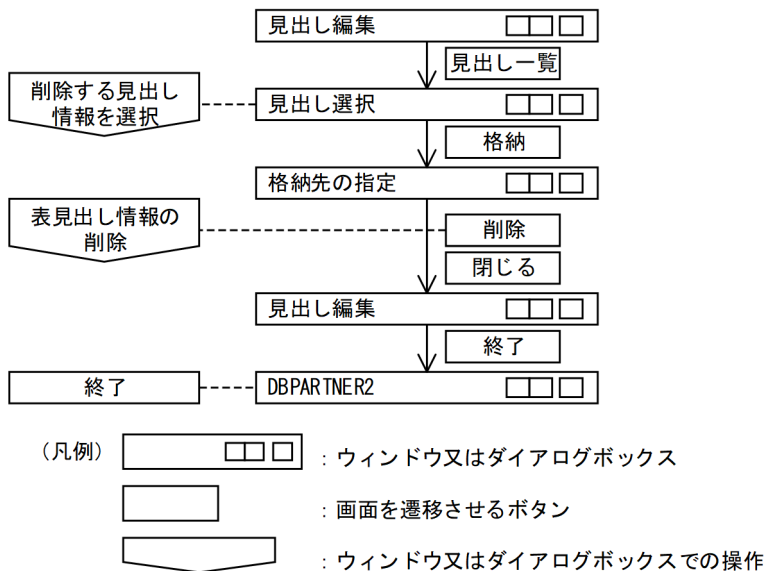 見出し編集
見出し一覧
削除する見出し
情報を選択
見出し選択
格納
格納先の指定
表見出し情報の
削除
削除
閉じる
見出し編集
終了
終了
DBPARTNER2
(凡例)
：ウィンドウ又はダイアログボックス
：画面を遷移させるボタン
：ウィンドウ又はダイアログボックスでの操作